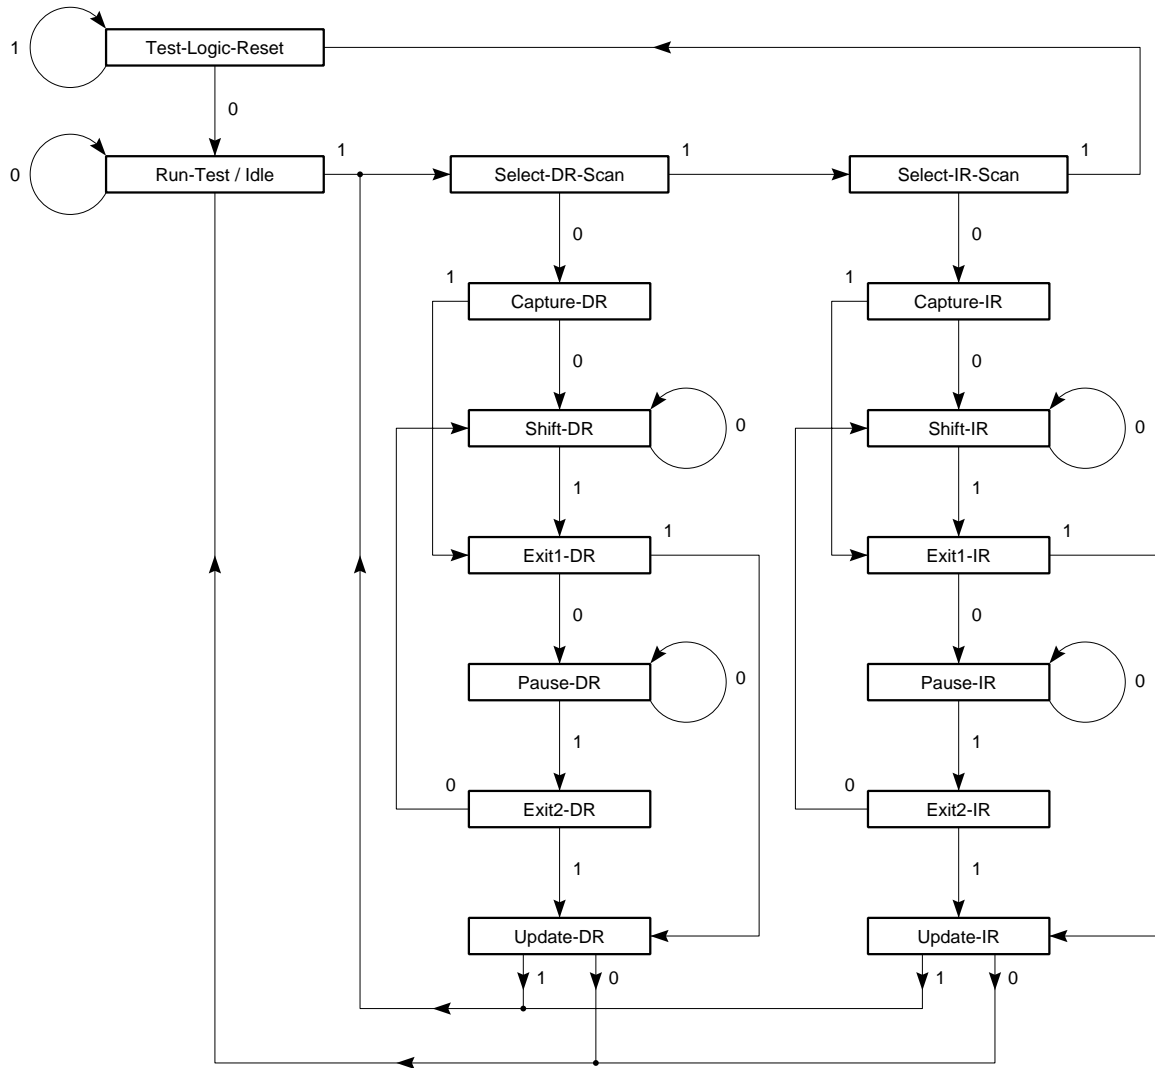 Test-Logic-Reset
1
0
Run-Test / Idle
0
1
Select-DR-Scan
1
Select-IR-Scan
1
0
0
1
Capture-DR
1
Capture-IR
0
0
Shift-DR
0
Shift-IR
0
1
1
Exit1-DR
1
Exit1-IR
1
0
0
Pause-DR
0
Pause-IR
0
1
1
0
Exit2-DR
0
Exit2-IR
1
1
Update-DR
Update-IR
1
0
1
0